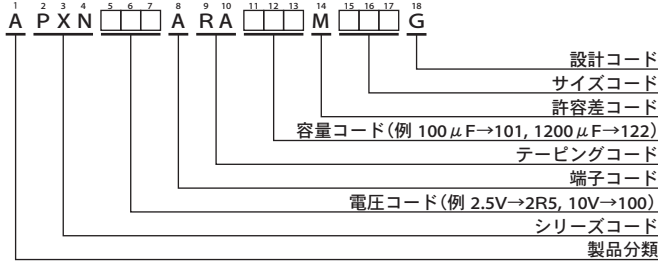 1 2 3 4 5 6 7 8 9 10 11 12 13 14 15 16 17 18
A P X N □□□ A R A □□□ M □□□ G
設計コード
サイズコード
許容差コード
容量コード(例 100μF→101, 1200μF→122)
テーピングコード
端子コード
電圧コード(例 2.5V→2R5, 10V→100)
シリーズコード
製品分類